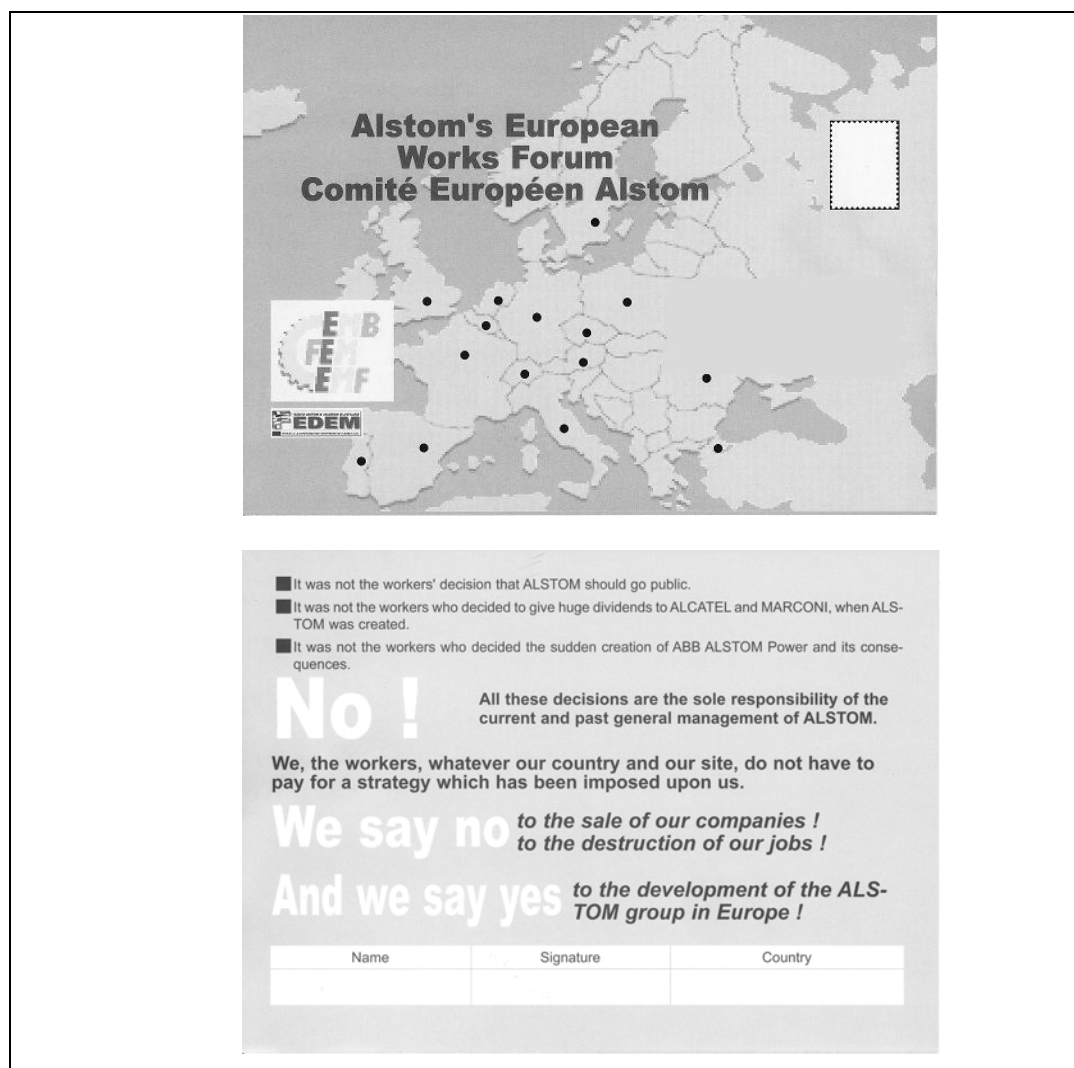 Alstom's European
Works Forum
Comité Européen Alstom
EMB
FEM
EMF
EDEM
It was not the workers' decision that ALSTOM should go public.
It was not the workers who decided to give huge dividends to ALCATEL and MARCONI, when ALS-
TOM was created.
It was not the workers who decided the sudden creation of ABB ALSTOM Power and its conse-
quences.
No !
All these decisions are the sole responsibility of the
current and past general management of ALSTOM.
We, the workers, whatever our country and our site, do not have to
pay for a strategy which has been imposed upon us.
We say no
to the sale of our companies !
to the destruction of our jobs !
And we say yes
to the development of the ALS-
TOM group in Europe !
Name Signature Country